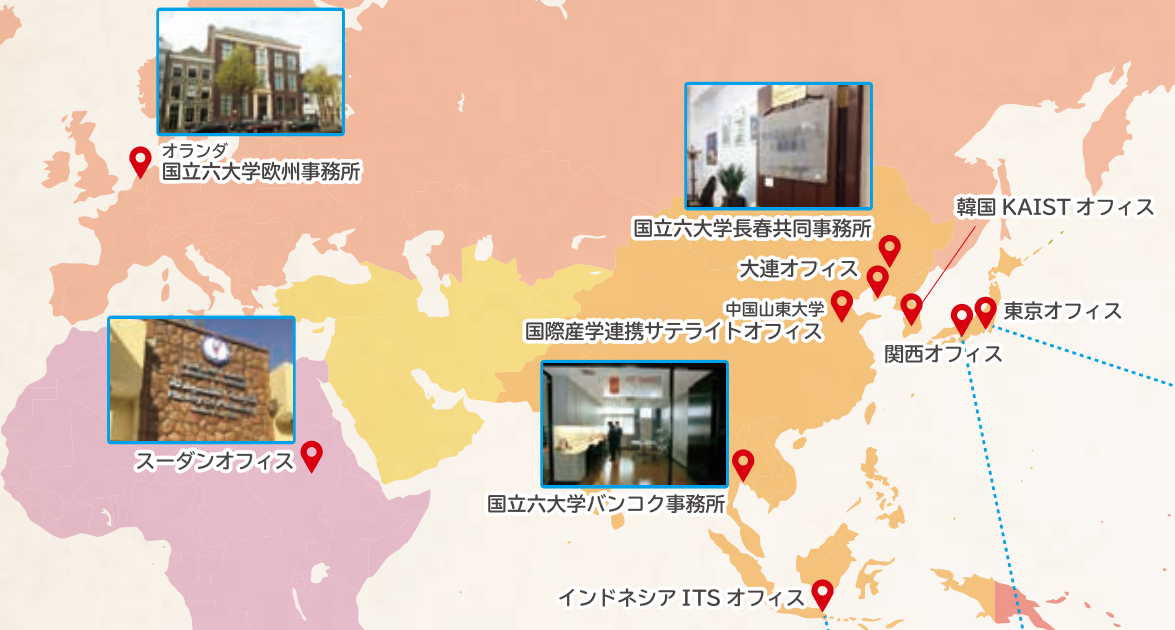 オランダ
国立六大学欧州事務所
国立六大学長春共同事務所
韓国 KAIST オフィス
大連オフィス
中国山東大学
国際産学連携サテライトオフィス
東京オフィス
関西オフィス
スーダンオフィス
国立六大学バンコク事務所
インドネシア ITS オフィス